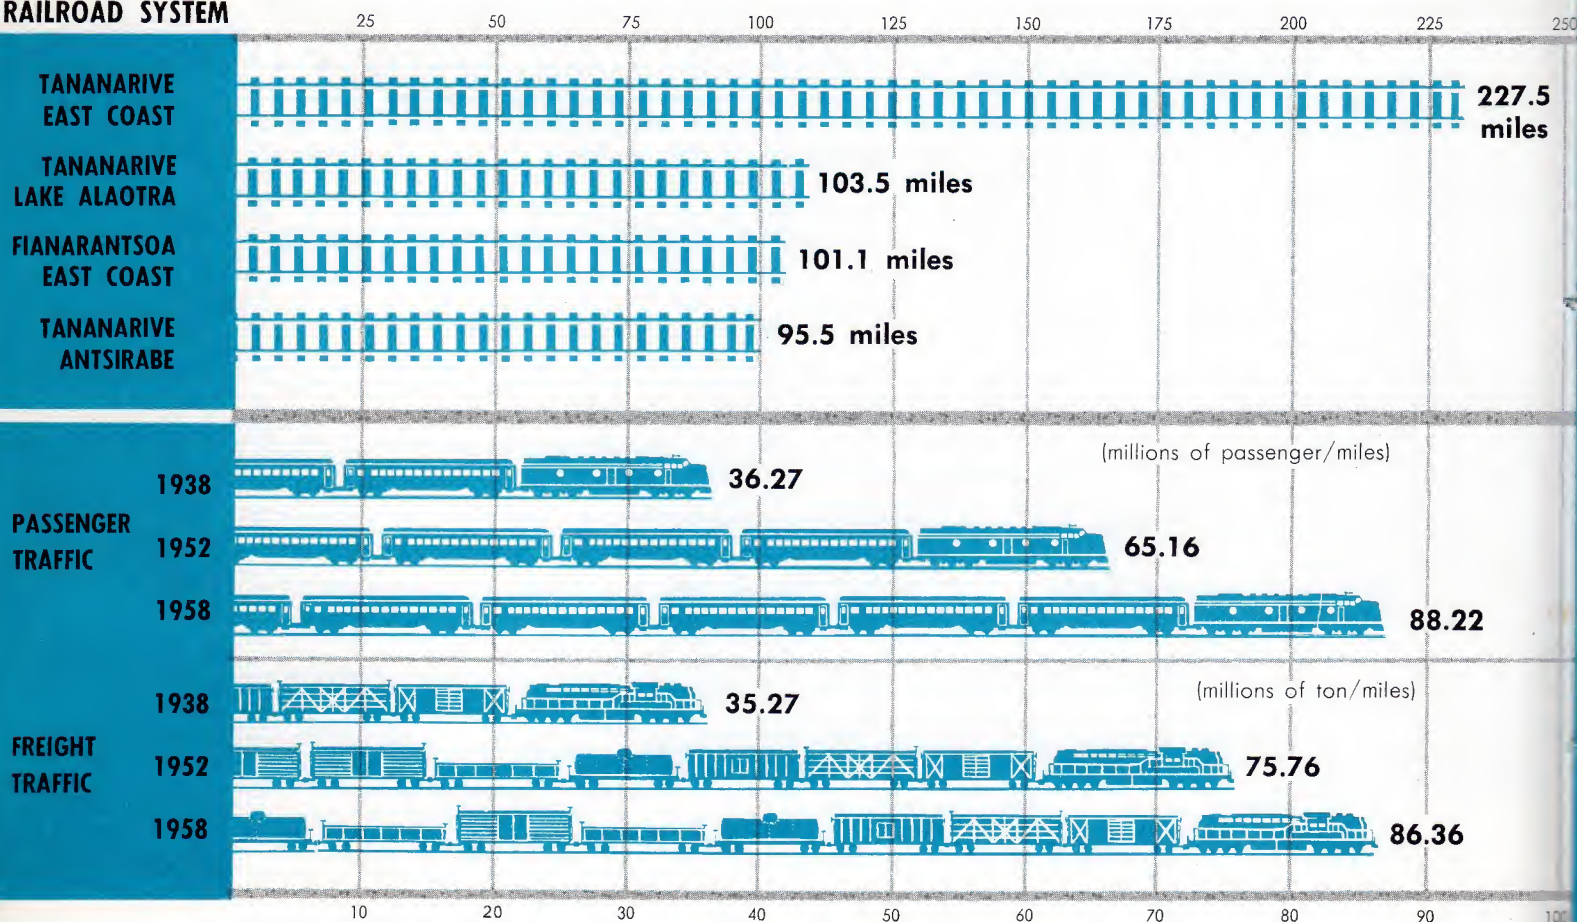 RAILROAD SYSTEM
25 50 75 100 125 150 175 200 225 250
TANANARIVE
EAST COAST
227.5
miles
TANANARIVE
LAKE ALAOTRA
103.5 miles
FIANARANTSOA
EAST COAST
101.1 miles
TANANARIVE
ANTSIRABE
95.5 miles
(millions of passenger/miles)
PASSENGER
TRAFFIC
1938 36.27
1952 65.16
1958 88.22
(millions of ton/miles)
FREIGHT
TRAFFIC
1938 35.27
1952 75.76
1958 86.36
10 20 30 40 50 60 70 80 90 100